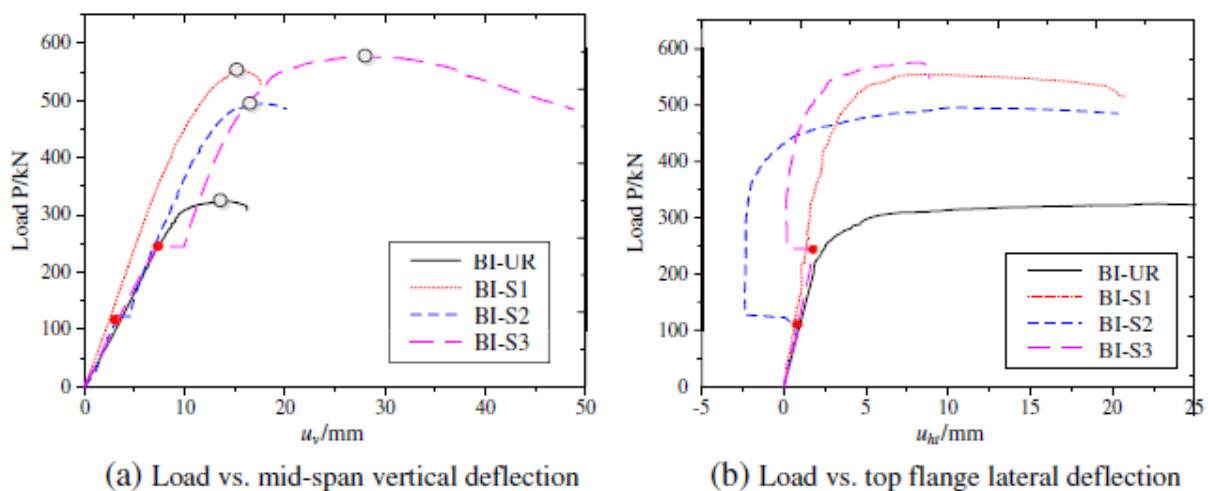 600
500
400
300
200
100
0
Load P/kN
0 10 20 30 40 50
u_v/mm
BI-UR
BI-S1
BI-S2
BI-S3
(a) Load vs. mid-span vertical deflection
600
500
400
300
200
100
0
Load P/kN
-5 0 5 10 15 20 25
u_ht/mm
BI-UR
BI-S1
BI-S2
BI-S3
(b) Load vs. top flange lateral deflection